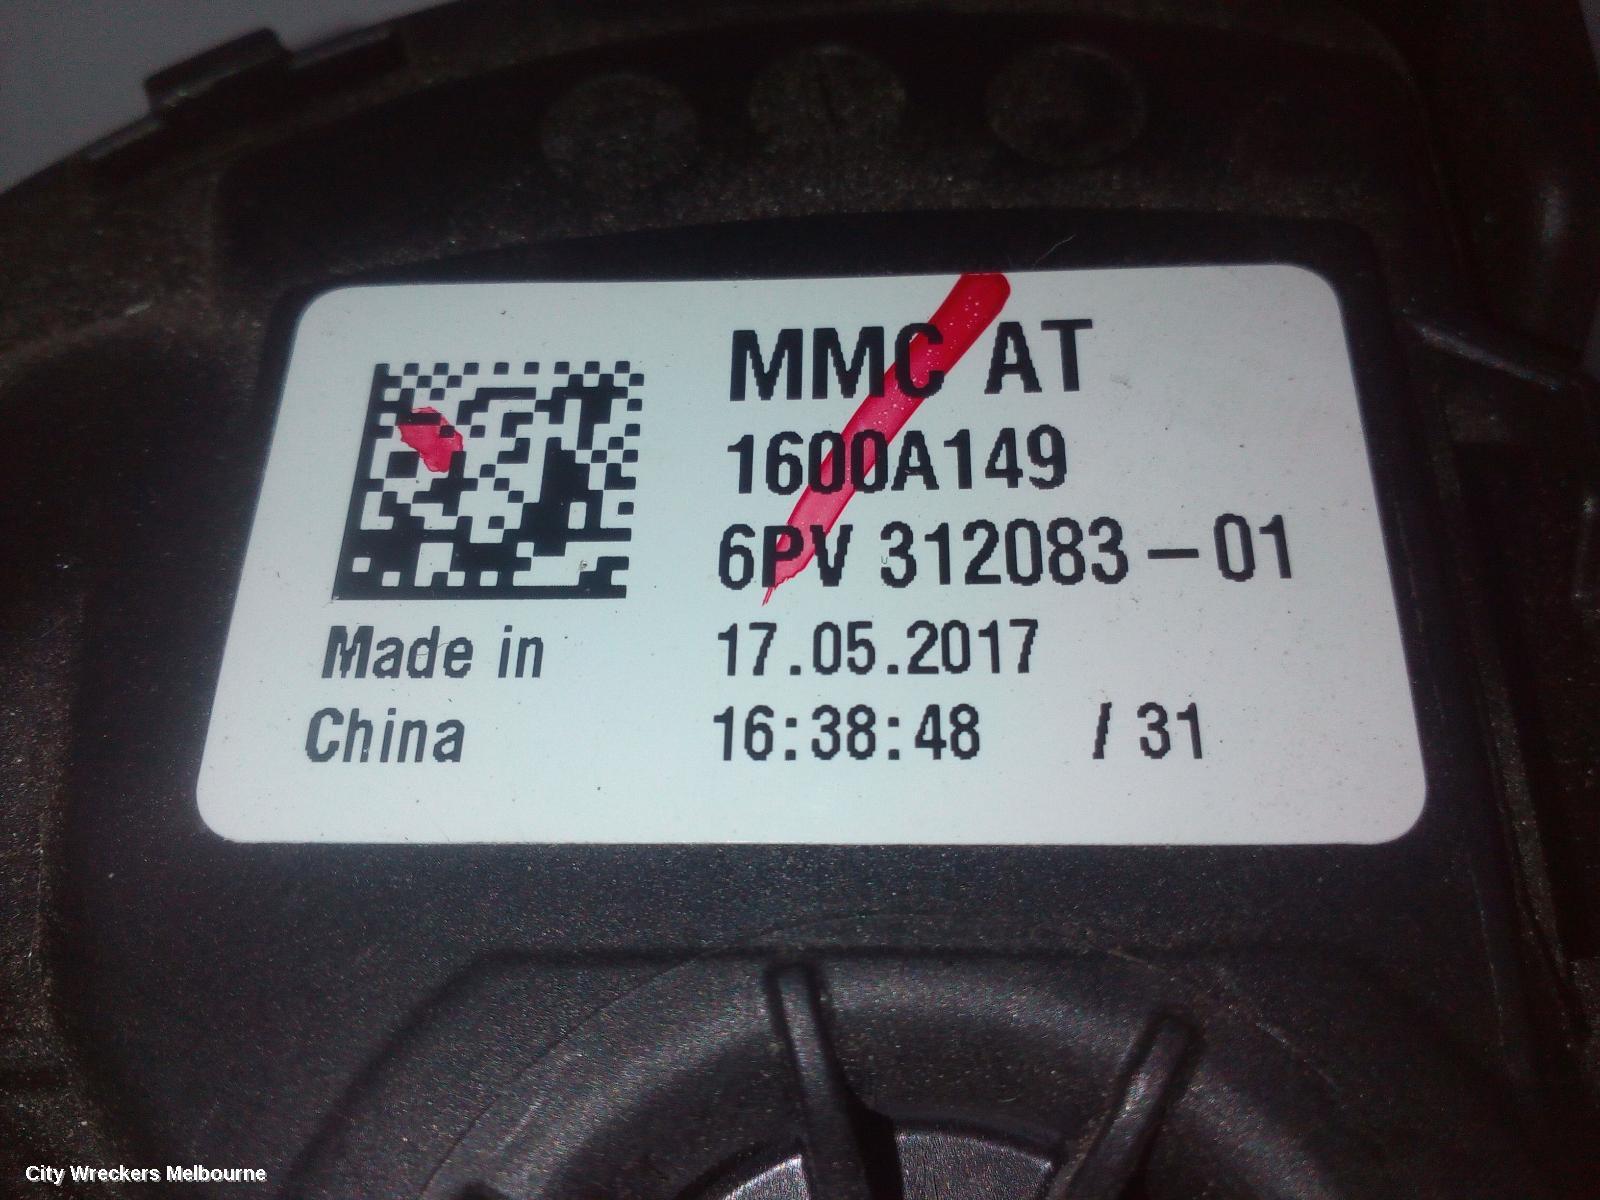 MMC AT
1600A149
6PV 312083-01
Made in
China
17.05.2017
16:38:48 / 31
City Wreckers Melbourne